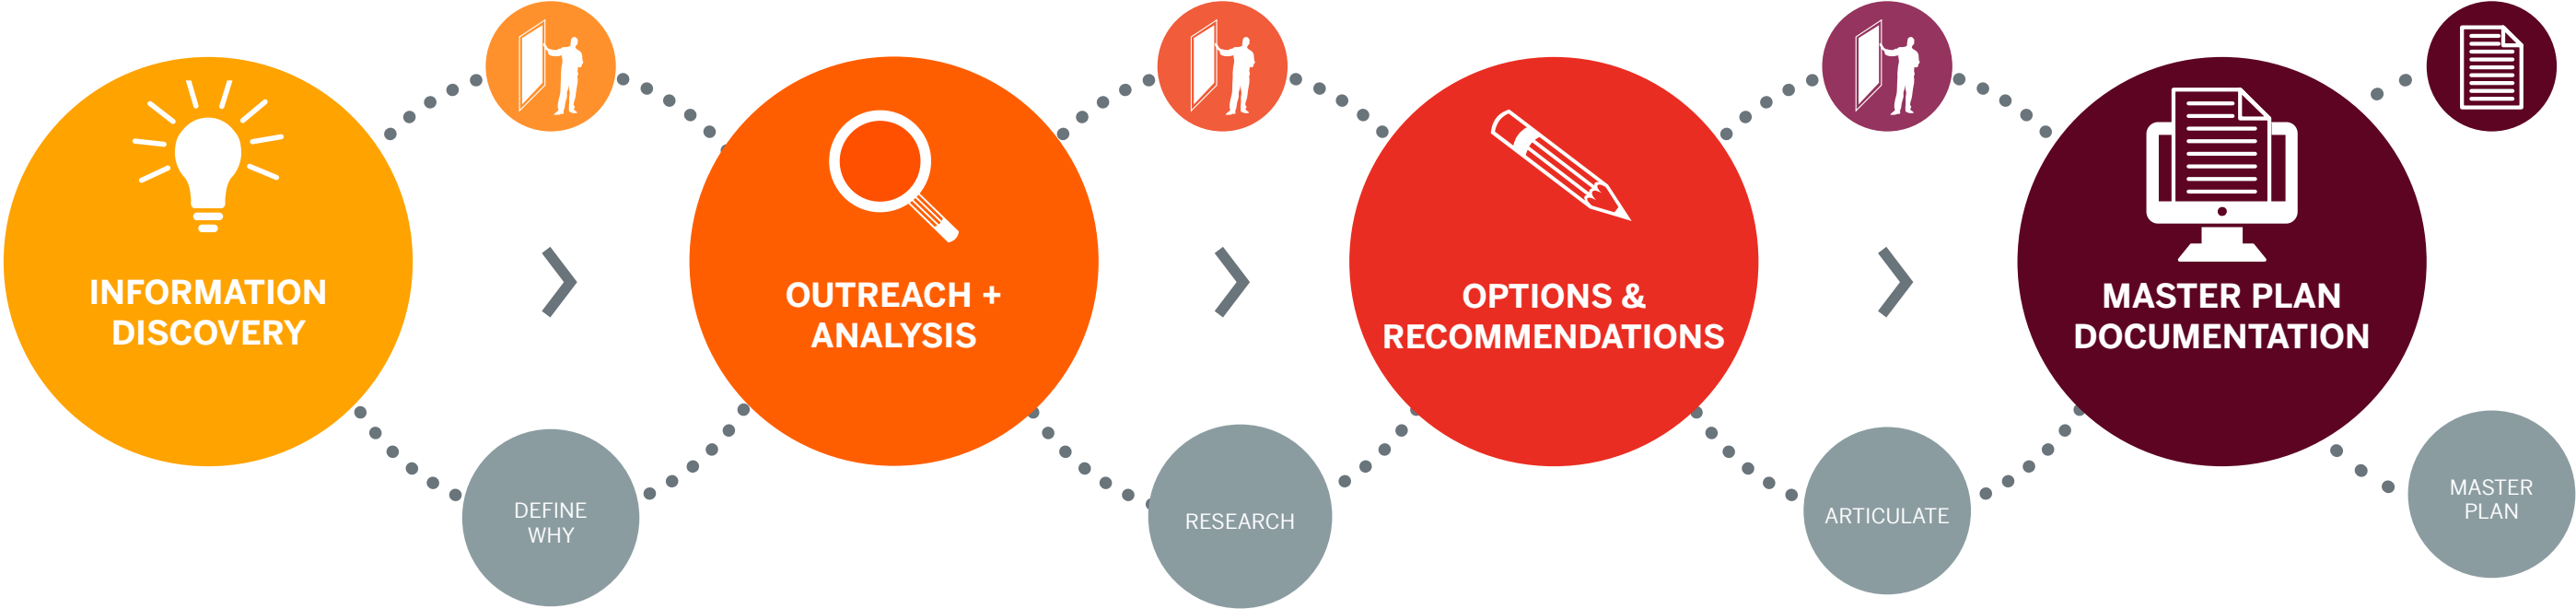 INFORMATION
DISCOVERY
OUTREACH +
ANALYSIS
OPTIONS &
RECOMMENDATIONS
MASTER PLAN
DOCUMENTATION
DEFINE
WHY
RESEARCH
ARTICULATE
MASTER
PLAN